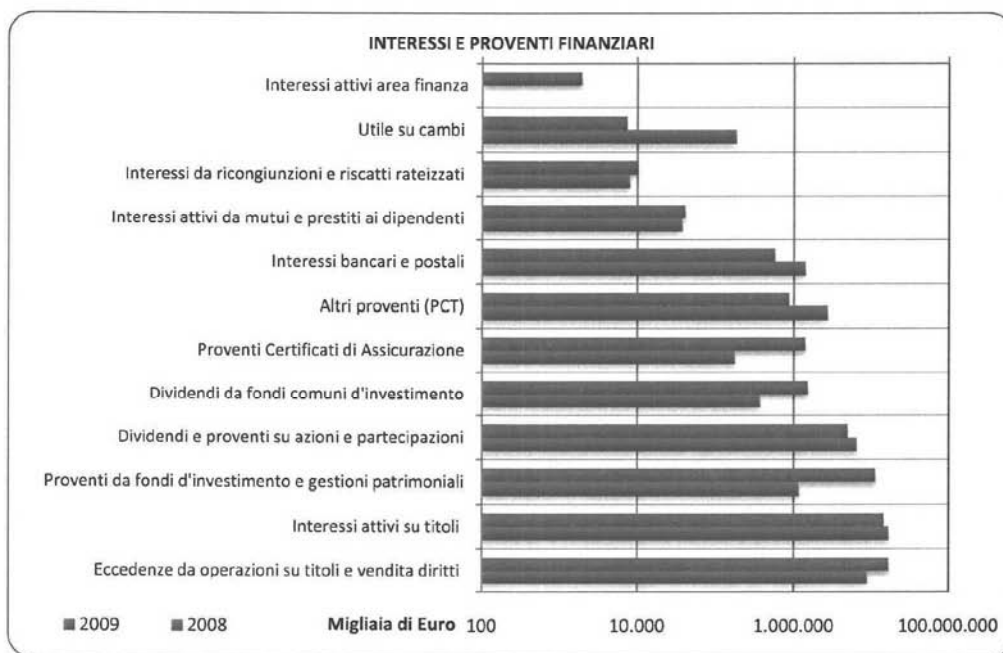 INTERESSI E PROVENTI FINANZIARI
Interessi attivi area finanza
Utile su cambi
Interessi da ricongiunzioni e riscatti rateizzati
Interessi attivi da mutui e prestiti ai dipendenti
Interessi bancari e postali
Altri proventi (PCT)
Proventi Certificati di Assicurazione
Dividendi da fondi comuni d'investimento
Dividendi e proventi su azioni e partecipazioni
Proventi da fondi d'investimento e gestioni patrimoniali
Interessi attivi su titoli
Eccedenze da operazioni su titoli e vendita diritti
2009 2008 Migliaia di Euro 100 10.000 1.000.000 100.000.000